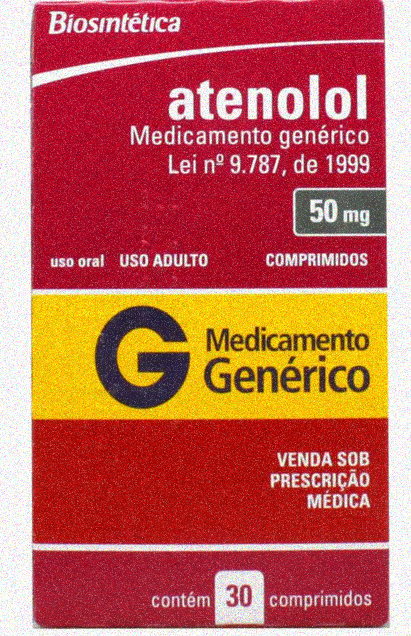 Biosintética
atenolol
Medicamento genérico
Lei nº 9.787, de 1999
50 mg
uso oral USO ADULTO COMPRIMIDOS
G Medicamento
Genérico
VENDA SOB
PRESCRIÇÃO
MÉDICA
contém 30 comprimidos